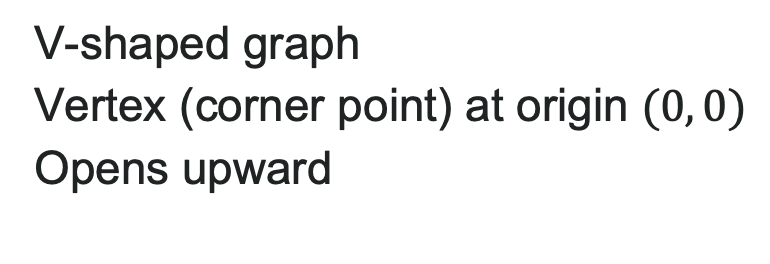 V-shaped graph
Vertex (corner point) at origin (0, 0)
Opens upward